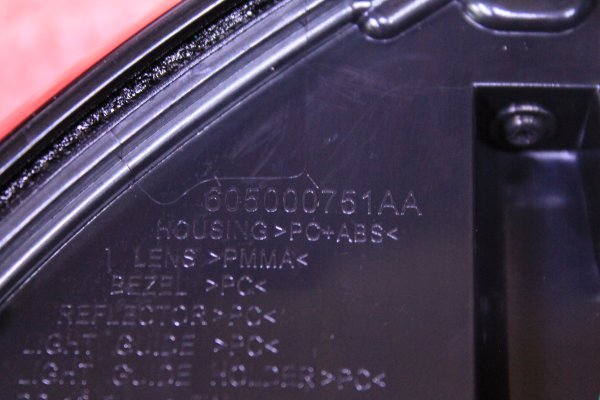 605000751AA
HOUSING >PC+ABS<
LENS >PMMA<
BEZEL >PC<
REFLECTOR >PC<
LIGHT GUIDE >PC<
LIGHT GUIDE HOLDER >PC<